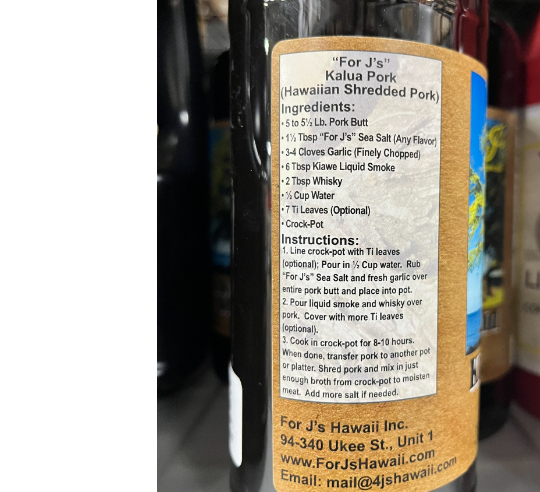 "For J's"
Kalua Pork
(Hawaiian Shredded Pork)
Ingredients:
• 5 to 5½ Lb. Pork Butt
• 1½ Tbsp "For J's" Sea Salt (Any Flavor)
• 3-4 Cloves Garlic (Finely Chopped)
• 6 Tbsp Kiawe Liquid Smoke
• 2 Tbsp Whisky
• ½ Cup Water
• 7 Ti Leaves (Optional)
• Crock-Pot
Instructions:
1. Line crock-pot with Ti leaves
(optional); Pour in ½ Cup water. Rub
"For J's" Sea Salt and fresh garlic over
entire pork butt and place into pot.
2. Pour liquid smoke and whisky over
pork. Cover with more Ti leaves
(optional).
3. Cook in crock-pot for 8-10 hours.
When done, transfer pork to another pot
or platter. Shred pork and mix in just
enough broth from crock-pot to moisten
meat. Add more salt if needed.
For J's Hawaii Inc.
94-340 Ukee St., Unit 1
www.ForJsHawaii.com
Email: mail@4jshawaii.com